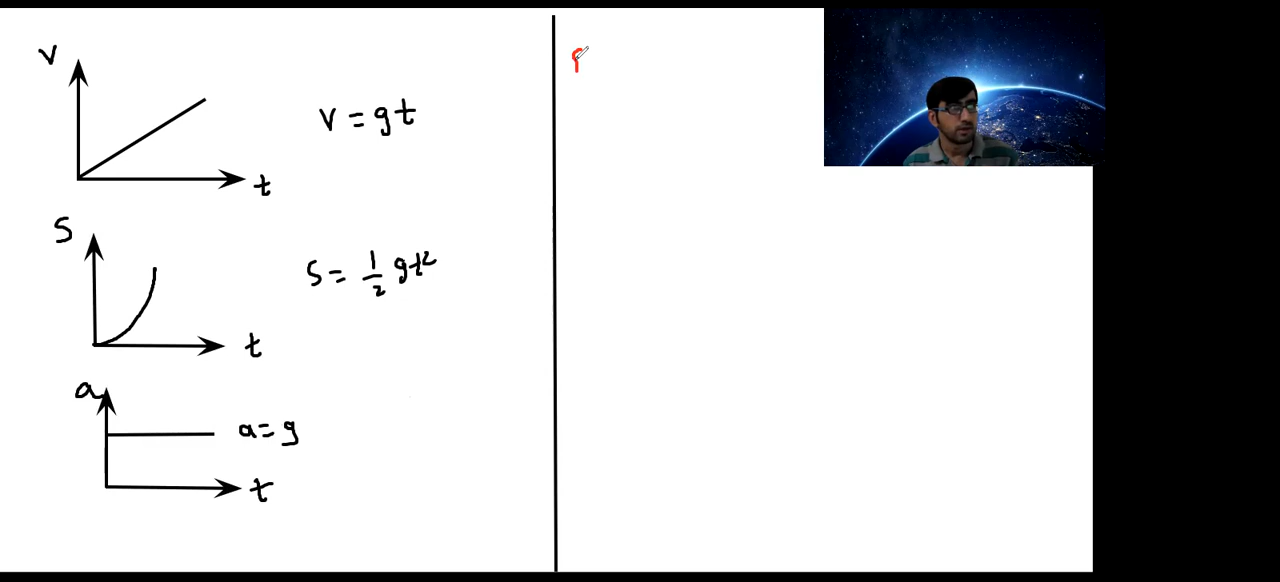 V
V = gt
t
S
S = 1/2 gt²
t
a
a = g
t